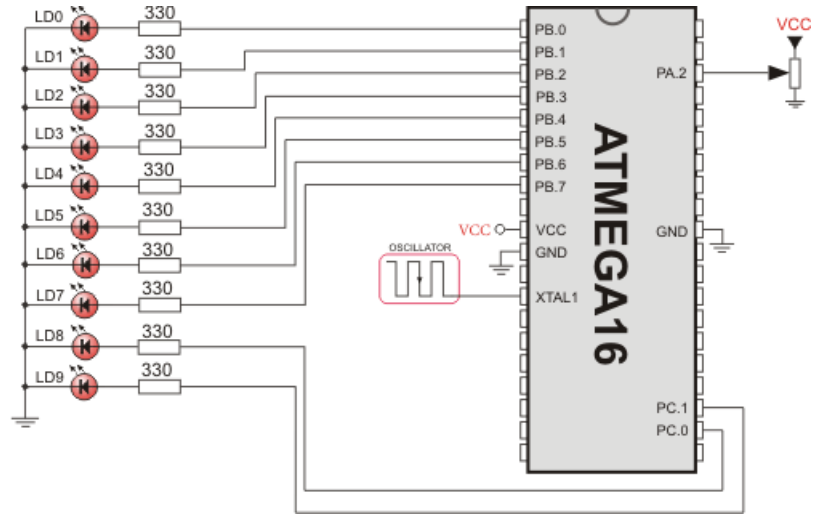 LD0 330
LD1 330
LD2 330
LD3 330
LD4 330
LD5 330
LD6 330
LD7 330
LD8 330
LD9 330
OSCILLATOR
VCC
PB.0
PB.1
PB.2
PB.3
PB.4
PB.5
PB.6
PB.7
VCC
GND
XTAL1
ATMEGA16
PA.2
GND
PC.1
PC.0
VCC